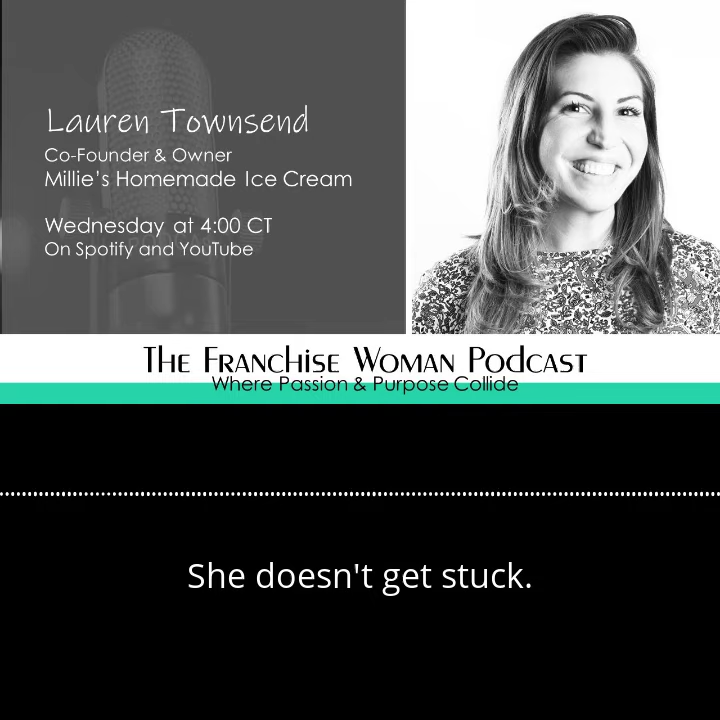 Lauren Townsend
Co-Founder & Owner
Millie's Homemade Ice Cream
Wednesday at 4:00 CT
On Spotify and YouTube
The Franchise Woman Podcast
Where Passion & Purpose Collide
She doesn't get stuck.